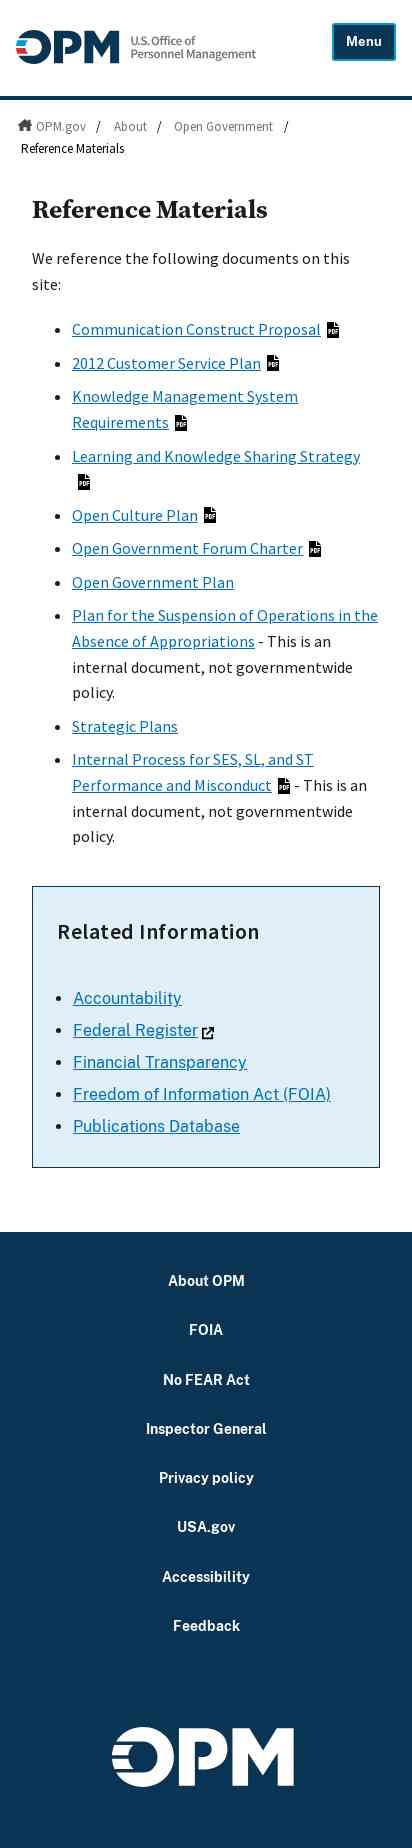 OPM U.S. Office of
Personnel Management
Menu
OPM.gov / About / Open Government /
Reference Materials
Reference Materials
We reference the following documents on this
site:
• Communication Construct Proposal PDF
• 2012 Customer Service Plan PDF
• Knowledge Management System
Requirements PDF
• Learning and Knowledge Sharing Strategy
PDF
• Open Culture Plan PDF
• Open Government Forum Charter PDF
• Open Government Plan
• Plan for the Suspension of Operations in the
Absence of Appropriations - This is an
internal document, not governmentwide
policy.
• Strategic Plans
• Internal Process for SES, SL, and ST
Performance and Misconduct PDF - This is an
internal document, not governmentwide
policy.
Related Information
• Accountability
• Federal Register
• Financial Transparency
• Freedom of Information Act (FOIA)
• Publications Database
About OPM
FOIA
No FEAR Act
Inspector General
Privacy policy
USA.gov
Accessibility
Feedback
OPM